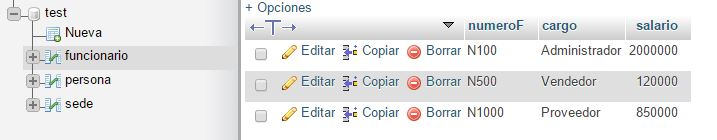 test
Nueva
funcionario
persona
sede
+ Opciones
←T→ numeroF cargo salario
Editar Copiar Borrar N100 Administrador 2000000
Editar Copiar Borrar N500 Vendedor 120000
Editar Copiar Borrar N1000 Proveedor 850000